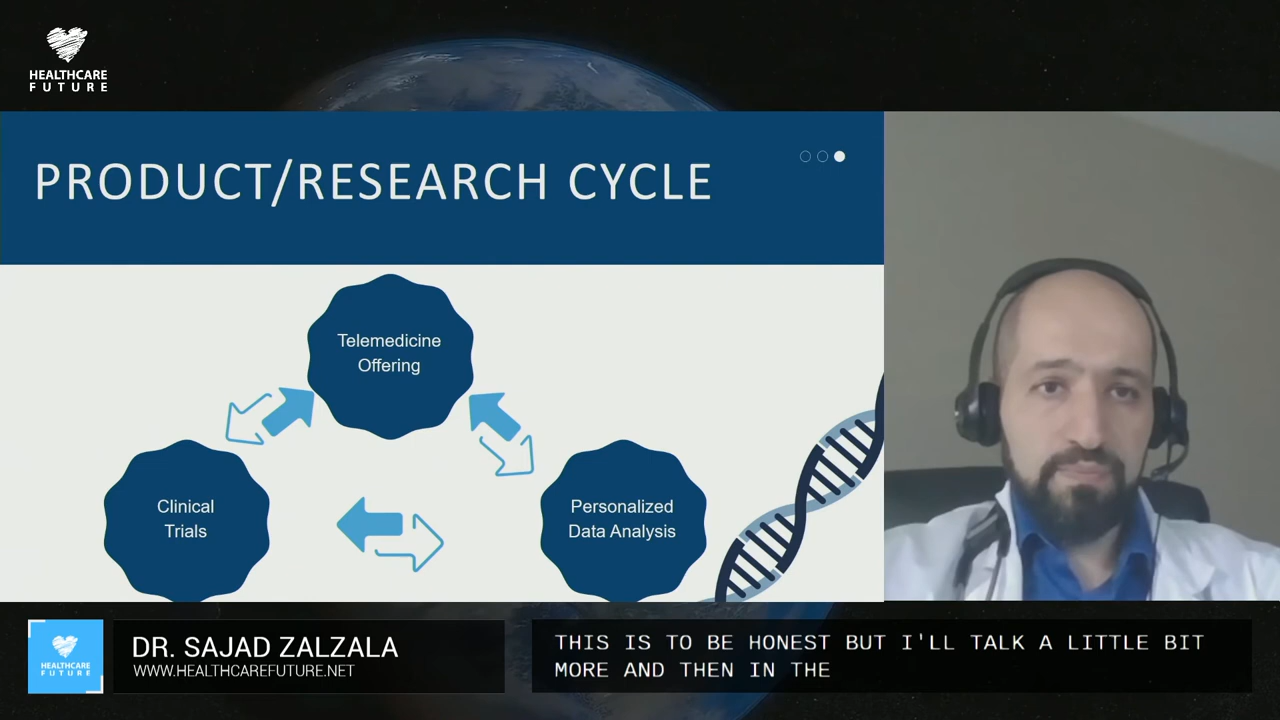 HEALTHCARE
FUTURE
PRODUCT/RESEARCH CYCLE
Telemedicine
Offering
Clinical
Trials
Personalized
Data Analysis
HEALTHCARE
FUTURE
DR. SAJAD ZALZALA
WWW.HEALTHCAREFUTURE.NET
THIS IS TO BE HONEST BUT I'LL TALK A LITTLE BIT
MORE AND THEN IN THE